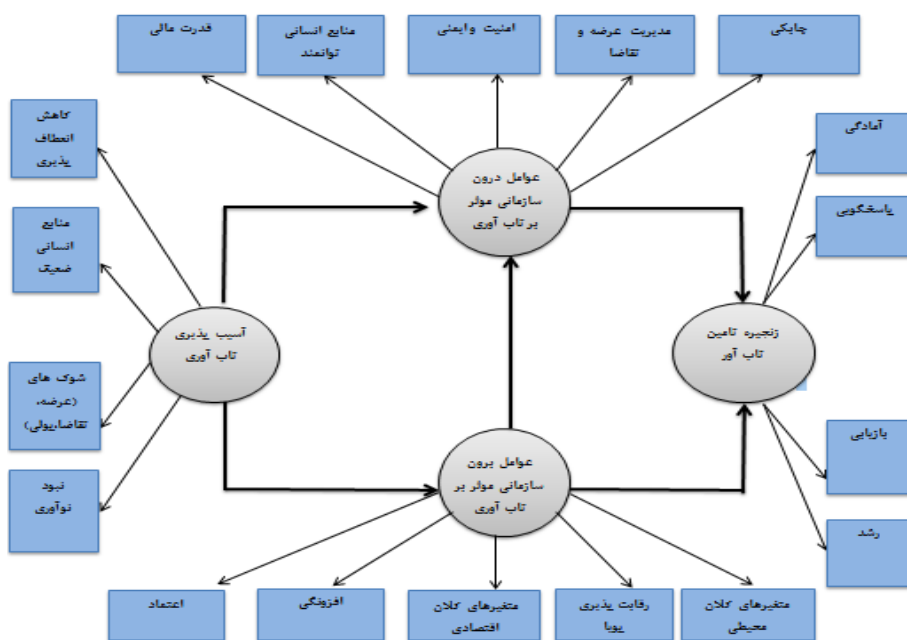 چابکی
مدیریت عرضه و
تقاضا
امنیت وایمنی
منابع انسانی
توانمند
قدرت مالی
آمادگی
پاسخگویی
کاهش
انعطاف
پذیری
منابع
انسانی
ضعیف
شوک های
(عرضه،
تقاضا،پولی)
نبود
نوآوری
عوامل درون
سازمانی موثر
بر تاب آوری
آسیب پذیری
تاب آوری
زنجیره تامین
تاب آور
عوامل برون
سازمانی موثر بر
تاب آوری
بازیابی
رشد
متغیرهای کلان
محیطی
رقابت پذیری
پویا
متغیرهای کلان
اقتصادی
افزونگی
اعتماد